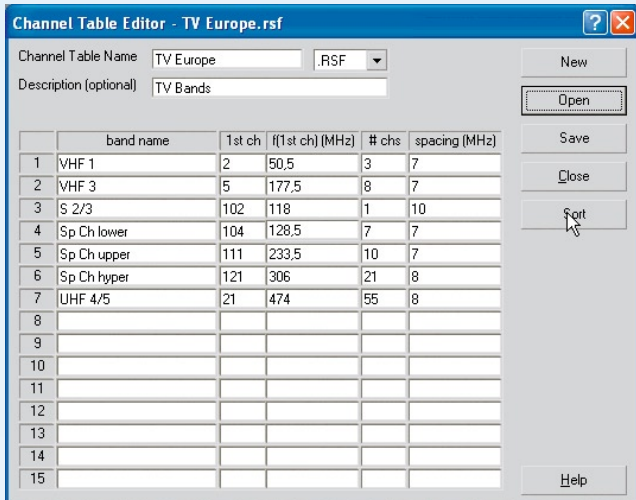 Channel Table Editor - TV Europe.rsf
Channel Table Name TV Europe .RSF New
Description (optional) TV Bands Open
Save
Close
Sort
band name 1st ch f(1st ch) (MHz) # chs spacing (MHz)
1 VHF 1 2 50,5 3 7
2 VHF 3 5 177,5 8 7
3 S 2/3 102 118 1 10
4 Sp Ch lower 104 128,5 7 7
5 Sp Ch upper 111 233,5 10 7
6 Sp Ch hyper 121 306 21 8
7 UHF 4/5 21 474 55 8
8
9
10
11
12
13
14
15
Help